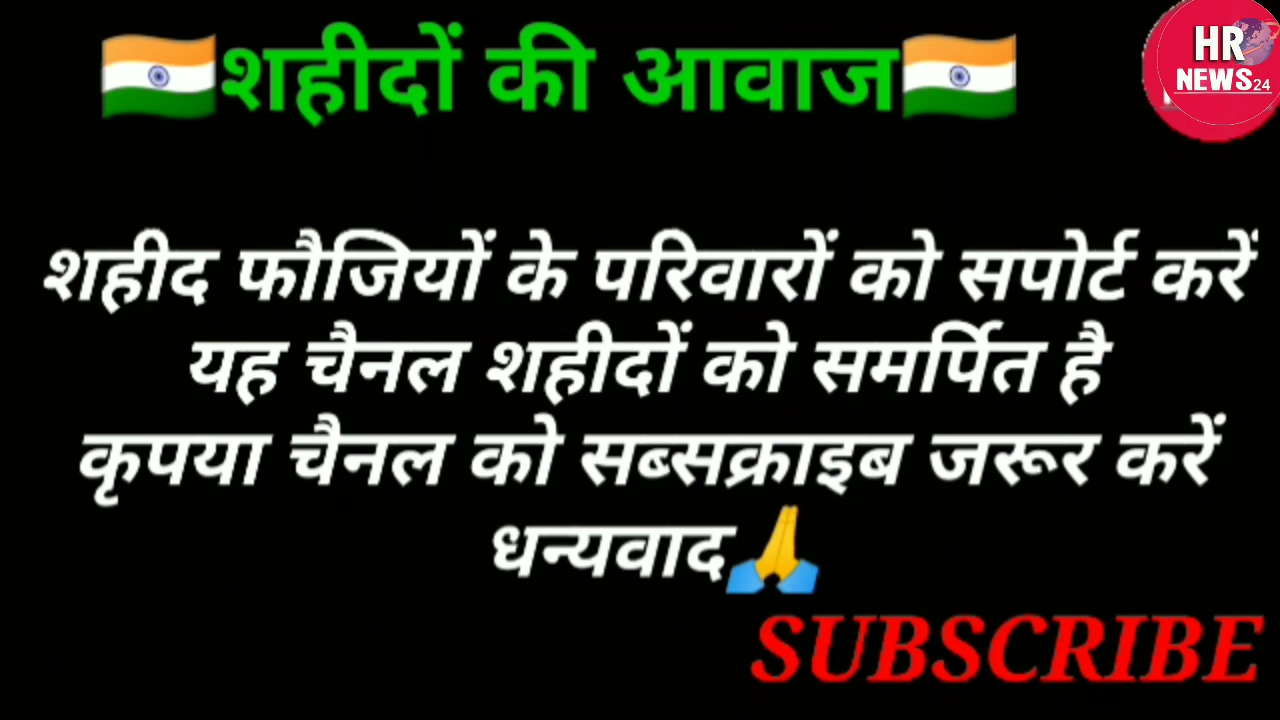 🇮🇳शहीदों की आवाज🇮🇳
HR
NEWS24
शहीद फौजियों के परिवारों को सपोर्ट करें
यह चैनल शहीदों को समर्पित है
कृपया चैनल को सब्सक्राइब जरूर करें
धन्यवाद🙏
SUBSCRIBE